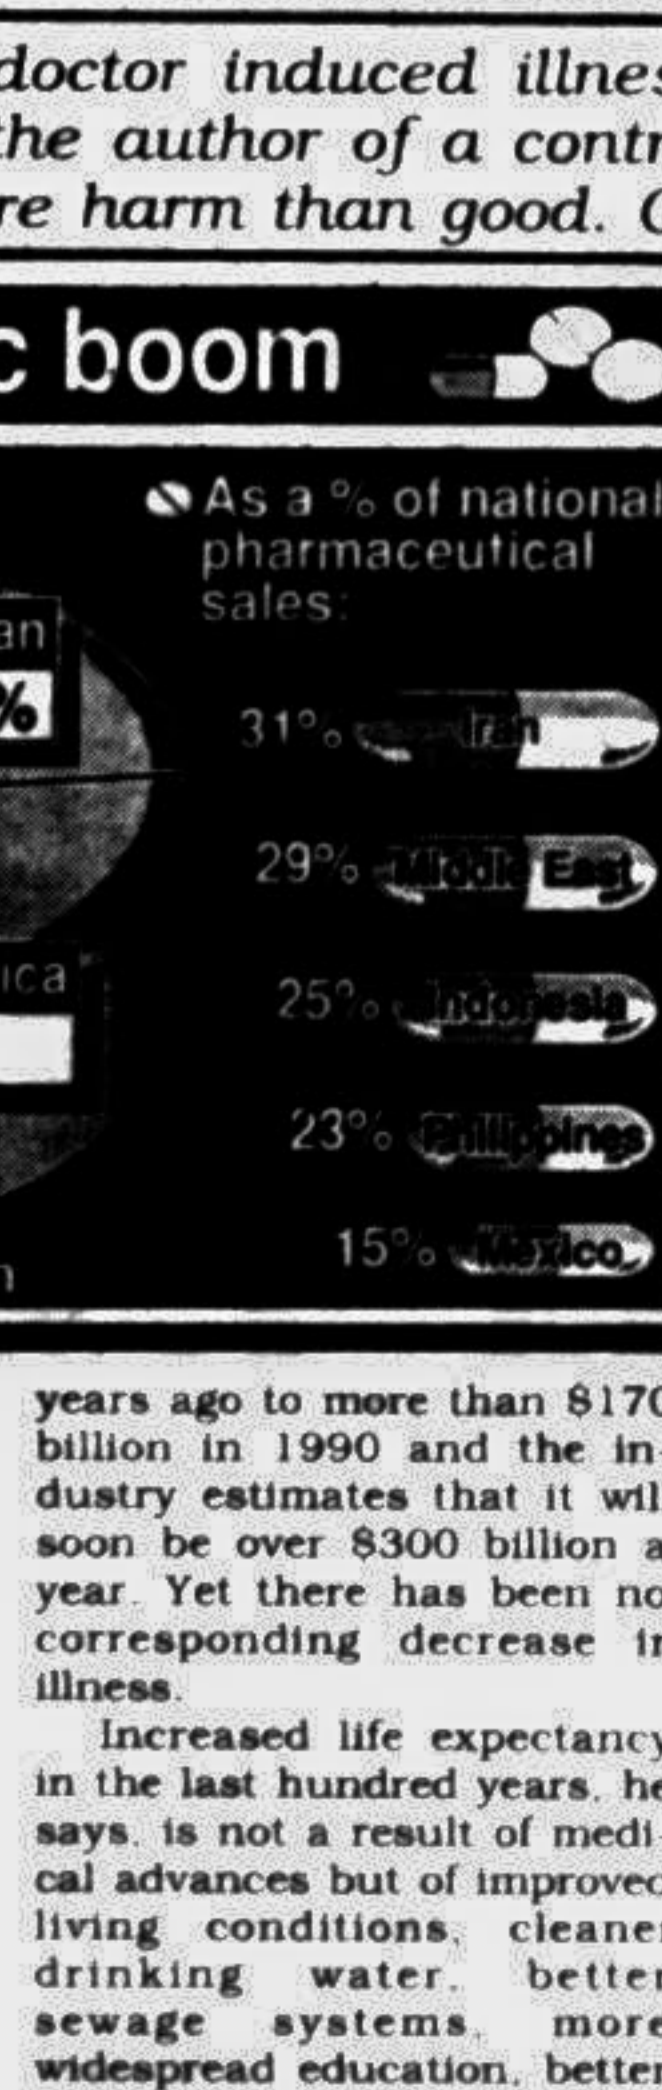 doctor induced illnes
the author of a contr
re harm than good. C
c boom
As a % of national
pharmaceutical
sales:
an
%
31% Iran
29% Middle East
25% Indonesia
ica
23% Philippines
15% Mexico
n
years ago to more than $170
billion in 1990 and the in-
dustry estimates that it wil
soon be over $300 billion a
year. Yet there has been no
corresponding decrease in
illness.
Increased life expectancy
in the last hundred years, he
says, is not a result of medi-
cal advances but of improved
living conditions, cleaner
drinking water, better
sewage systems, more
widespread education, better